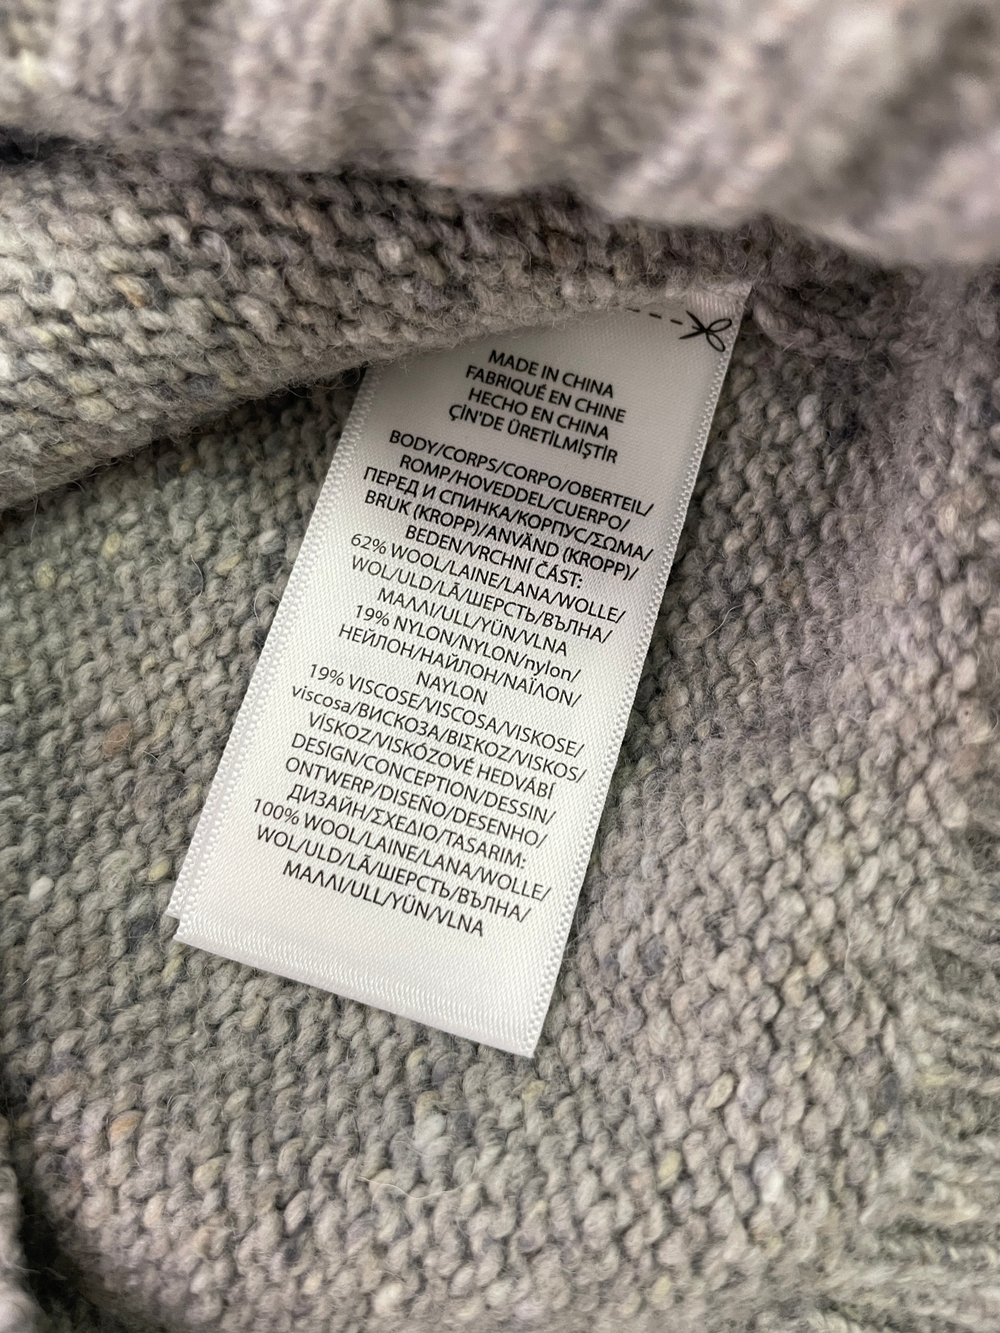 MADE IN CHINA
FABRIQUÉ EN CHINE
HECHO EN CHINA
ÇİN'DE ÜRETİLMİŞTİR
BODY/CORPS/CORPO/OBERTEIL/
ROMP/HOVEDDEL/CUERPO/
ПЕРЕД И СПИНКА/КОРПУС/ΣΩΜΑ/
BRUK (KROPP)/ANVÄND (KROPP)/
BEDEN/VRCHNÍ ČÁST:
62% WOOL/LAINE/LANA/WOLLE/
WOL/ULD/LÃ/ШЕРСТЬ/ВЪЛНА/
ΜΑΛΛΙ/ULL/YÜN/VLNA
19% NYLON/NYLON/nylon/
НЕЙЛОН/НАЙЛОН/ΝΑΪΛΟΝ/
NAYLON
19% VISCOSE/VISCOSA/VISKOSE/
viscosa/ВИСКОЗА/ΒΙΣΚΟΖ/VISKOS/
VİSKOZ/VISKÓZOVÉ HEDVÁBÍ
DESIGN/CONCEPTION/DESSIN/
ONTWERP/DISEÑO/DESENHO/
ДИЗАЙН/ΣΧΕΔΙΟ/TASARIM:
100% WOOL/LAINE/LANA/WOLLE/
WOL/ULD/LÃ/ШЕРСТЬ/ВЪЛНА/
ΜΑΛΛΙ/ULL/YÜN/VLNA